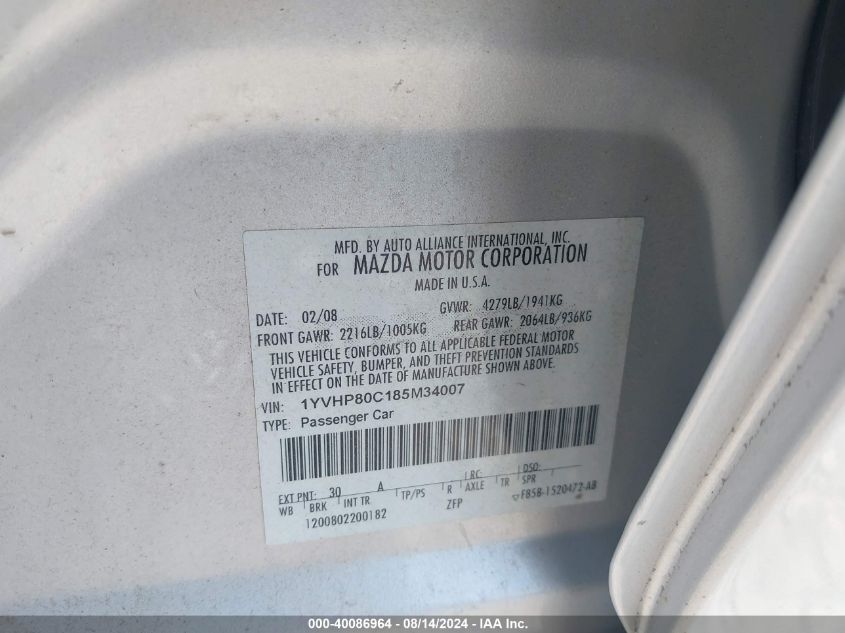 MFD. BY AUTO ALLIANCE INTERNATIONAL, INC.
FOR MAZDA MOTOR CORPORATION
MADE IN U.S.A.
DATE: 02/08 GVWR: 4279LB/1941KG
FRONT GAWR: 2216LB/1005KG REAR GAWR: 2064LB/936KG
THIS VEHICLE CONFORMS TO ALL APPLICABLE FEDERAL MOTOR
VEHICLE SAFETY, BUMPER, AND THEFT PREVENTION STANDARDS
IN EFFECT ON THE DATE OF MANUFACTURE SHOWN ABOVE.
VIN: 1YVHP80C185M34007
TYPE: Passenger Car
EXT PNT: 30 A RC: DSO:
WB BRK INT TR TP/PS R AXLE TR SPR
1200802200182 ZFP F85B-1520472-AB
000-40086964 - 08/14/2024 - IAA Inc.